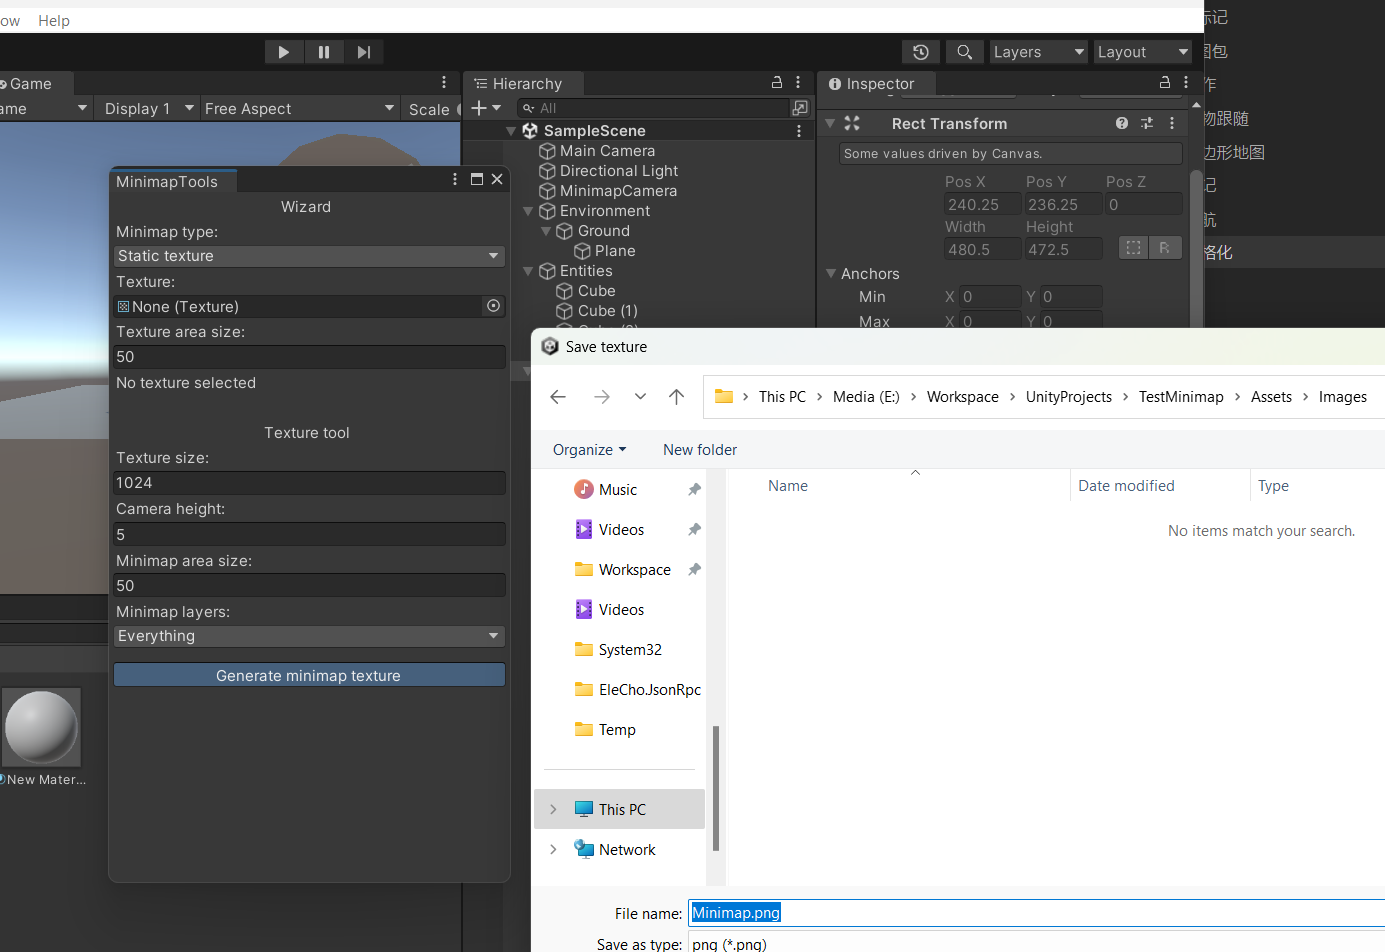 ow Help
Layers
Layout
Game
ame Display 1 Free Aspect Scale
Hierarchy
All
SampleScene
Main Camera
Directional Light
MinimapCamera
Environment
Ground
Plane
Entities
Cube
Cube (1)
Inspector
Rect Transform
Some values driven by Canvas.
Pos X Pos Y Pos Z
240.25 236.25 0
Width Height
480.5 472.5 R
Anchors
Min X 0 Y 0
Max X 0 Y 0
标记
图包
作
物跟随
边形地图
记
航
格化
MinimapTools
Wizard
Minimap type:
Static texture
Texture:
None (Texture)
Texture area size:
50
No texture selected
Texture tool
Texture size:
1024
Camera height:
5
Minimap area size:
50
Minimap layers:
Everything
Generate minimap texture
New Mater...
Save texture
This PC > Media (E:) > Workspace > UnityProjects > TestMinimap > Assets > Images
Organize New folder
Music
Videos
Workspace
Videos
System32
EleCho.JsonRpc
Temp
This PC
Network
Name Date modified Type
No items match your search.
File name: Minimap.png
Save as type: png (*.png)